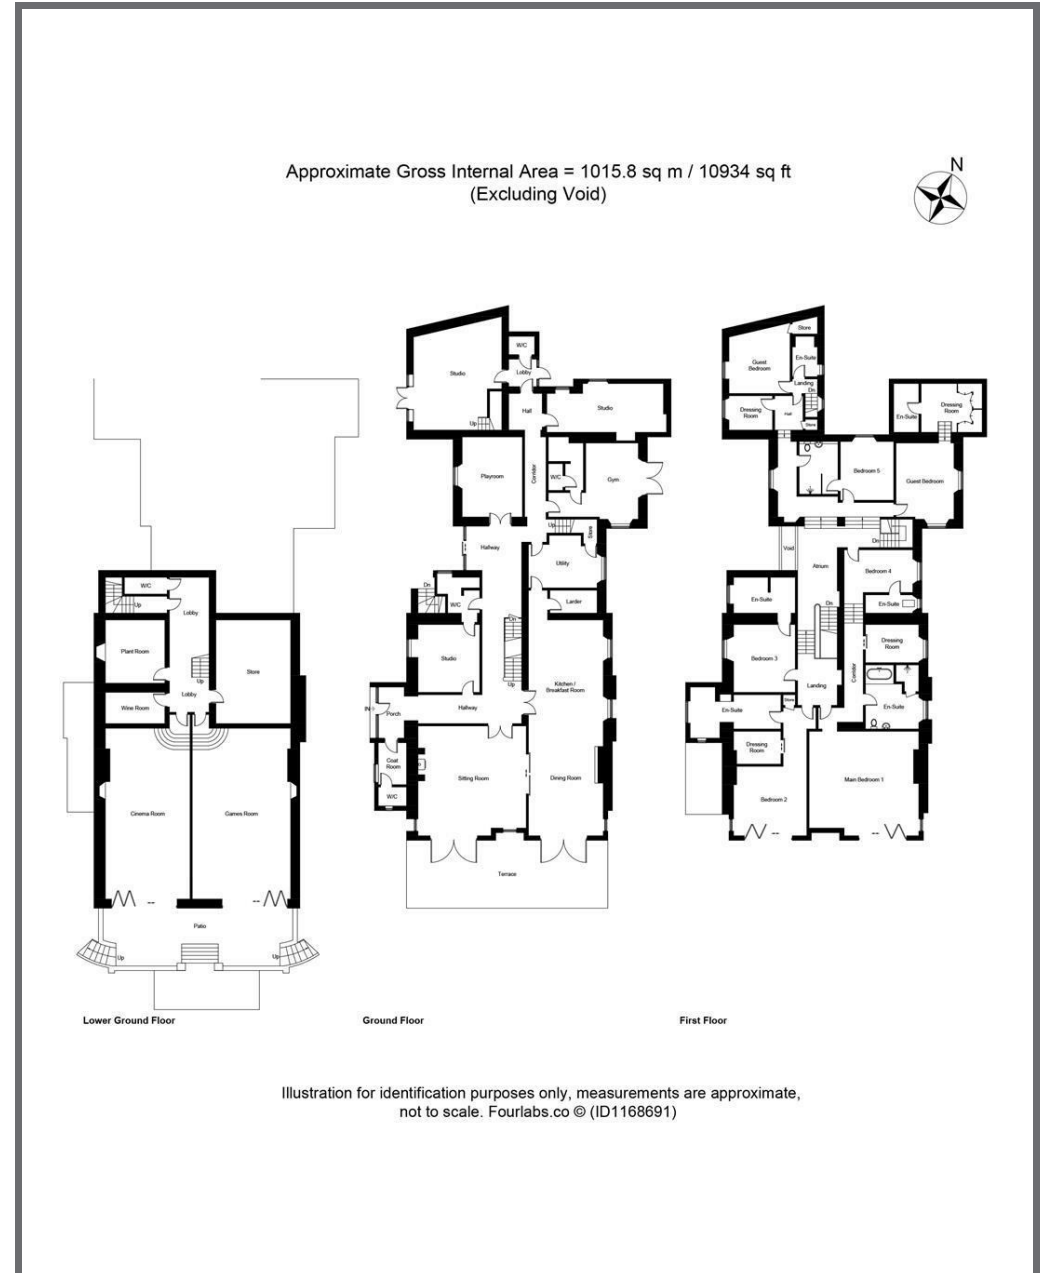 Approximate Gross Internal Area = 1015.8 sq m / 10934 sq ft
(Excluding Void)
N
W/C
Up
Lobby
Plant Room
Up
Store
Lobby
Wine Room
Cinema Room
Games Room
Patio
Up
Up
Lower Ground Floor
W/C
Studio
Lobby
Hall
Studio
Up
Playroom
Corridor
W/C
Gym
Up
Store
Hallway
Utility
Dn
W/C
Larder
Dn
Studio
Kitchen /
Breakfast Room
Up
IN
Porch
Hallway
Coat
Room
Sitting Room
Dining Room
W/C
Terrace
Ground Floor
Store
Guest
Bedroom
En-Suite
Landing
Dn
Dressing
Room
Hall
Store
Dressing
Room
En-Suite
Bedroom 5
Guest Bedroom
Dn
Void
Atrium
Bedroom 4
En-Suite
En-Suite
Dn
Dressing
Room
Bedroom 3
Corridor
Landing
Store
En-Suite
En-Suite
Dressing
Room
Main Bedroom 1
Bedroom 2
First Floor
Illustration for identification purposes only, measurements are approximate,
not to scale. Fourlabs.co © (ID1168691)